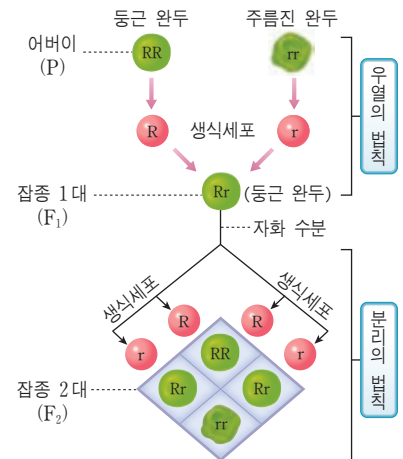 둥근 완두
주름진 완두
어버이
(P)
RR
rr
R
생식세포
r
우열의 법칙
잡종 1대
(F₁)
Rr
(둥근 완두)
자화 수분
생식세포
생식세포
R
R
r
r
RR
Rr
Rr
rr
잡종 2대
(F₂)
분리의 법칙